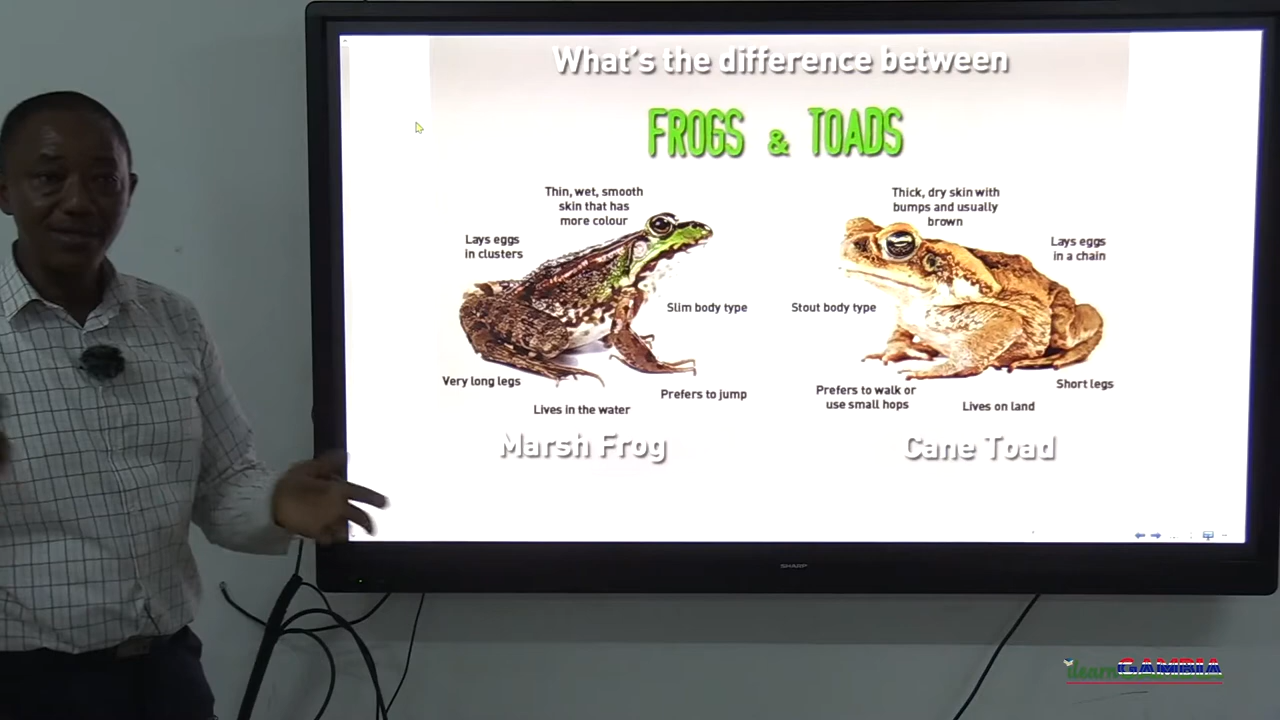 What's the difference between
FROGS & TOADS
Thin, wet, smooth
skin that has
more colour
Lays eggs
in clusters
Slim body type
Very long legs
Prefers to jump
Lives in the water
Marsh Frog
Thick, dry skin with
bumps and usually
brown
Lays eggs
in a chain
Stout body type
Prefers to walk or
use small hops
Short legs
Lives on land
Cane Toad
SHARP
ilearnGAMBIA